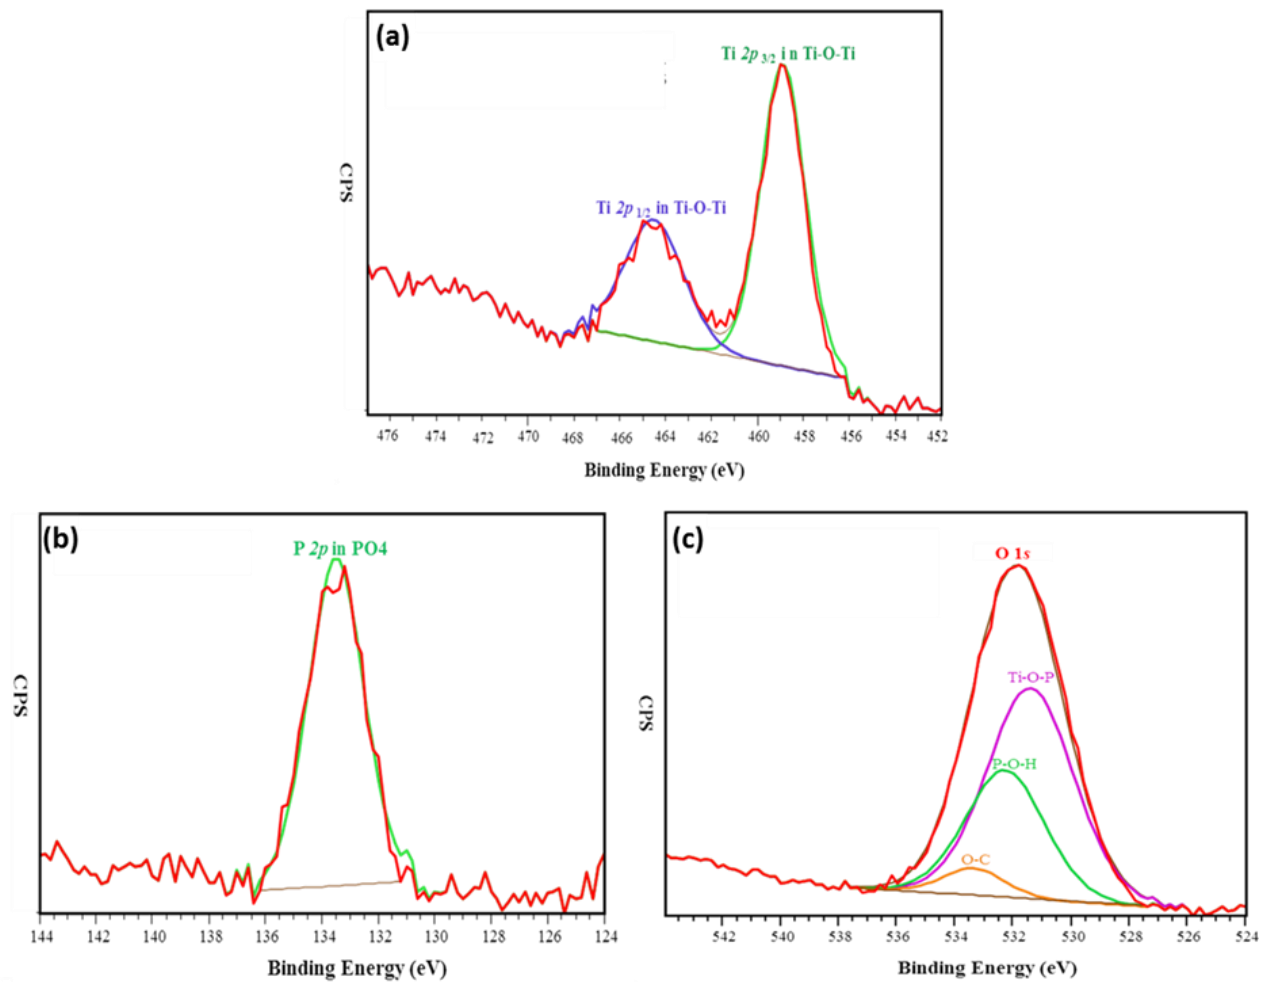 (a)
Ti 2p 3/2 i n Ti-O-Ti
Ti 2p 1/2 in Ti-O-Ti
CPS
476 474 472 470 468 466 464 462 460 458 456 454 452
Binding Energy (eV)
(b)
P 2p in PO4
CPS
144 142 140 138 136 134 132 130 128 126 124
Binding Energy (eV)
(c)
O 1s
Ti-O-P
P-O-H
O-C
CPS
542 540 538 536 534 532 530 528 526 524
Binding Energy (eV)